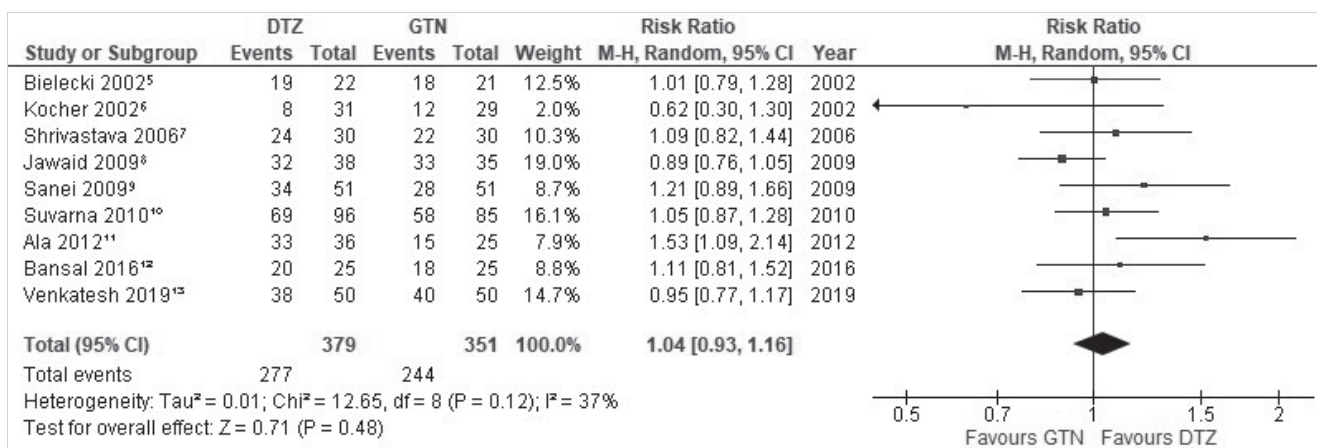 DTZ GTN Risk Ratio Risk Ratio
Study or Subgroup Events Total Events Total Weight M-H, Random, 95% CI Year M-H, Random, 95% CI
Bielecki 2002⁵ 19 22 18 21 12.5% 1.01 [0.79, 1.28] 2002
Kocher 2002⁶ 8 31 12 29 2.0% 0.62 [0.30, 1.30] 2002
Shrivastava 2006⁷ 24 30 22 30 10.3% 1.09 [0.82, 1.44] 2006
Jawaid 2009⁸ 32 38 33 35 19.0% 0.89 [0.76, 1.05] 2009
Sanei 2009⁹ 34 51 28 51 8.7% 1.21 [0.89, 1.66] 2009
Suvarna 2010¹⁰ 69 96 58 85 16.1% 1.05 [0.87, 1.28] 2010
Ala 2012¹¹ 33 36 15 25 7.9% 1.53 [1.09, 2.14] 2012
Bansal 2016¹² 20 25 18 25 8.8% 1.11 [0.81, 1.52] 2016
Venkatesh 2019¹³ 38 50 40 50 14.7% 0.95 [0.77, 1.17] 2019
Total (95% CI) 379 351 100.0% 1.04 [0.93, 1.16]
Total events 277 244
Heterogeneity: Tau² = 0.01; Chi² = 12.65, df = 8 (P = 0.12); I² = 37%
Test for overall effect: Z = 0.71 (P = 0.48)
0.5 0.7 1 1.5 2
Favours GTN Favours DTZ